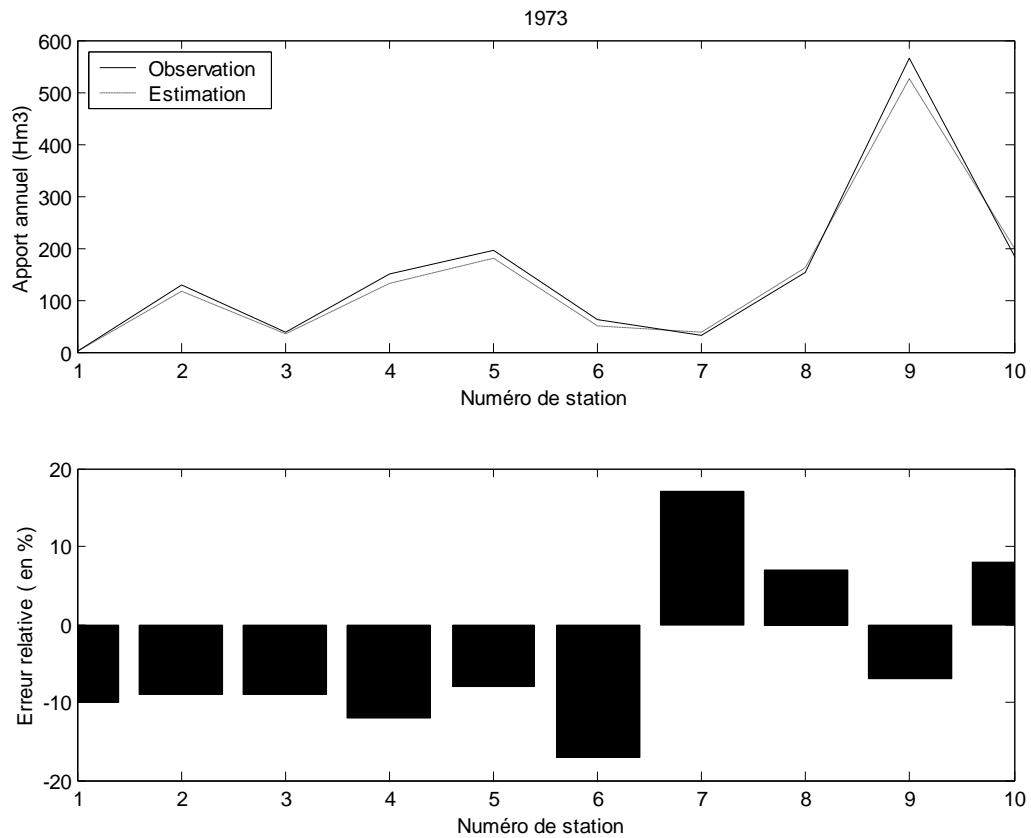 1973
600
500
400
300
200
100
0
Apport annuel (Hm3)
Observation
Estimation
1 2 3 4 5 6 7 8 9 10
Numéro de station
20
10
0
-10
-20
Erreur relative ( en %)
1 2 3 4 5 6 7 8 9 10
Numéro de station